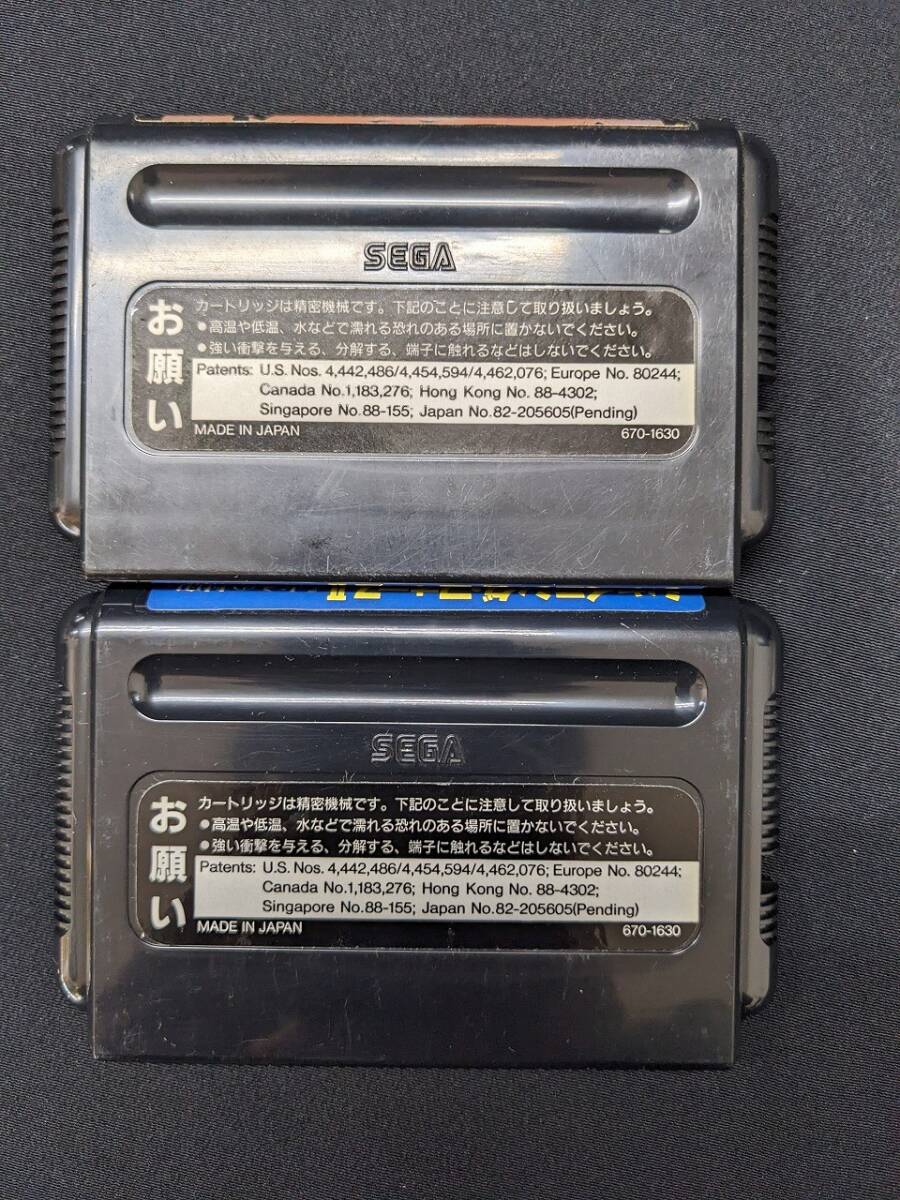 SEGA
お願い
カートリッジは精密機械です。下記のことに注意して取り扱いましょう。
●高温や低温、水などで濡れる恐れのある場所に置かないでください。
●強い衝撃を与える、分解する、端子に触れるなどはしないでください。
Patents: U.S. Nos. 4,442,486/4,454,594/4,462,076; Europe No. 80244;
Canada No.1,183,276; Hong Kong No. 88-4302;
Singapore No.88-155; Japan No.82-205605(Pending)
MADE IN JAPAN 670-1630
SEGA
お願い
カートリッジは精密機械です。下記のことに注意して取り扱いましょう。
●高温や低温、水などで濡れる恐れのある場所に置かないでください。
●強い衝撃を与える、分解する、端子に触れるなどはしないでください。
Patents: U.S. Nos. 4,442,486/4,454,594/4,462,076; Europe No. 80244;
Canada No.1,183,276; Hong Kong No. 88-4302;
Singapore No.88-155; Japan No.82-205605(Pending)
MADE IN JAPAN 670-1630